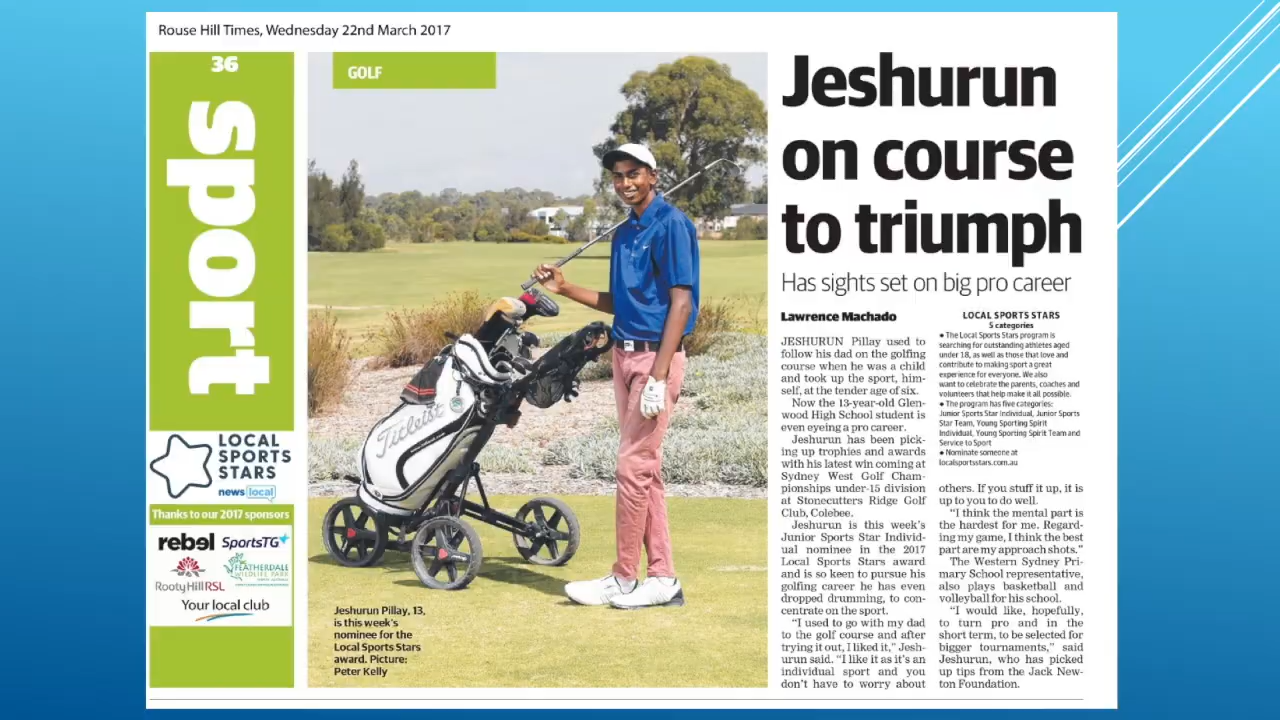 Rouse Hill Times, Wednesday 22nd March 2017
36
sport
LOCAL
SPORTS
STARS
newslocal
Thanks to our 2017 sponsors
rebel SportsTG
RootyHillRSL
FEATHERDALE
WILDLIFE PARK
Your local club
GOLF
Titleist
Jeshurun Pillay, 13,
is this week's
nominee for the
Local Sports Stars
award. Picture:
Peter Kelly
Jeshurun
on course
to triumph
Has sights set on big pro career
Lawrence Machado
JESHURUN Pillay used to
follow his dad on the golfing
course when he was a child
and took up the sport, him-
self, at the tender age of six.
Now the 13-year-old Glen-
wood High School student is
even eyeing a pro career.
Jeshurun has been pick-
ing up trophies and awards
with his latest win coming at
Sydney West Golf Cham-
pionships under-15 division
at Stonecutters Ridge Golf
Club, Colebee.
Jeshurun is this week's
Junior Sports Star Individ-
ual nominee in the 2017
Local Sports Stars award
and is so keen to pursue his
golfing career he has even
dropped drumming, to con-
centrate on the sport.
"I used to go with my dad
to the golf course and after
trying it out, I liked it," Jesh-
urun said. "I like it as it's an
individual sport and you
don't have to worry about
LOCAL SPORTS STARS
5 categories
◆ The Local Sports Stars program is
searching for outstanding athletes aged
under 18, as well as those that love and
contribute to making sport a great
experience for everyone. We also
want to celebrate the parents, coaches and
volunteers that help make it all possible.
◆ The program has five categories:
Junior Sports Star Individual, Junior Sports
Star Team, Young Sporting Spirit
Individual, Young Sporting Spirit Team and
Service to Sport
◆ Nominate someone at
localsportsstars.com.au
others. If you stuff it up, it is
up to you to do well.
"I think the mental part is
the hardest for me. Regard-
ing my game, I think the best
part are my approach shots."
The Western Sydney Pri-
mary School representative,
also plays basketball and
volleyball for his school.
"I would like, hopefully,
to turn pro and in the
short term, to be selected for
bigger tournaments," said
Jeshurun, who has picked
up tips from the Jack New-
ton Foundation.